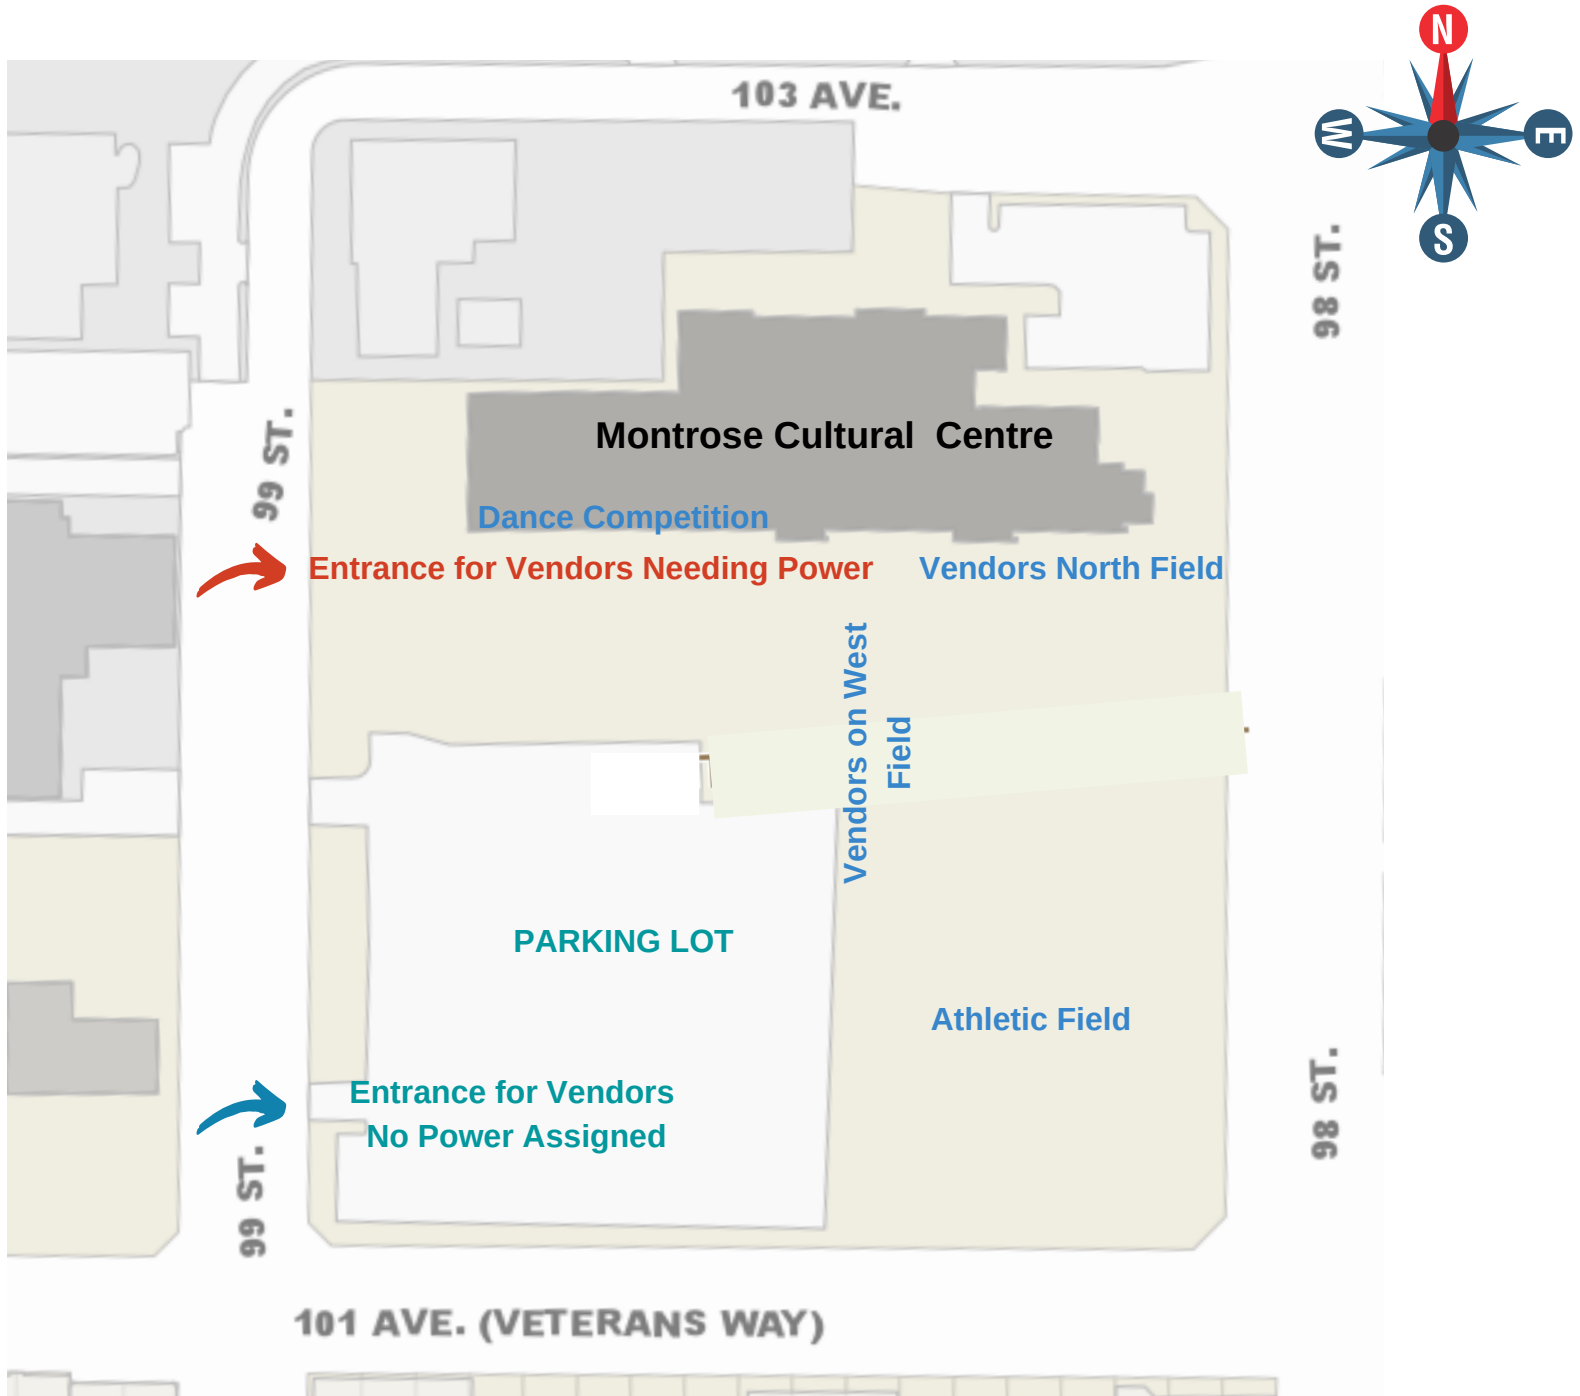 N
W
E
S
103 AVE.
98 ST.
99 ST.
Montrose Cultural Centre
Dance Competition
Entrance for Vendors Needing Power
Vendors North Field
Vendors on West
Field
PARKING LOT
Athletic Field
Entrance for Vendors
No Power Assigned
98 ST.
99 ST.
101 AVE. (VETERANS WAY)